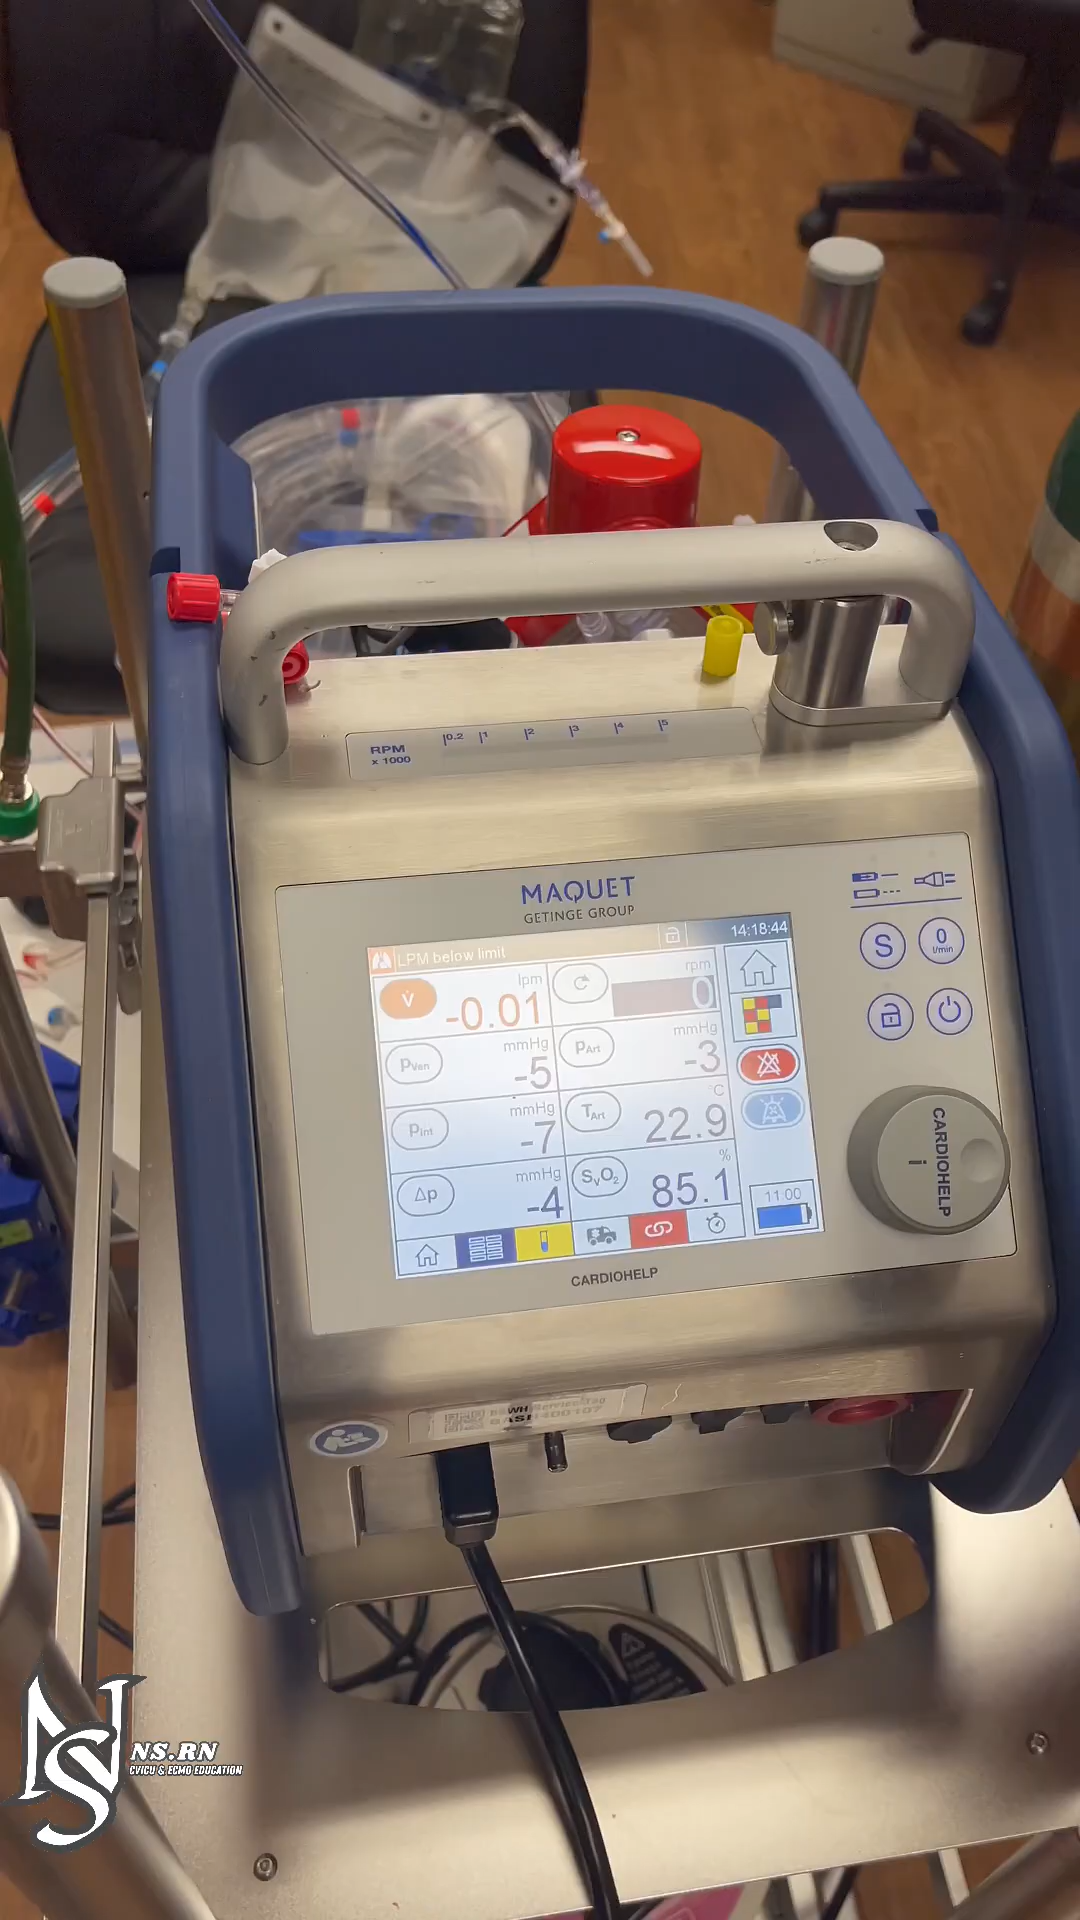 RPM
x 1000
0.2 1 2 3 4 5
MAQUET
GETINGE GROUP
LPM below limit
14:18:44
V lpm -0.01
rpm 0
pVen mmHg -5
pArt mmHg -3
pInt mmHg -7
TArt °C 22.9
Δp mmHg -4
SvO2 % 85.1
11:00
S
0
l/min
CARDIOHELP
i
CARDIOHELP
WH
NS
NS.RN
CVICU & ECMO EDUCATION